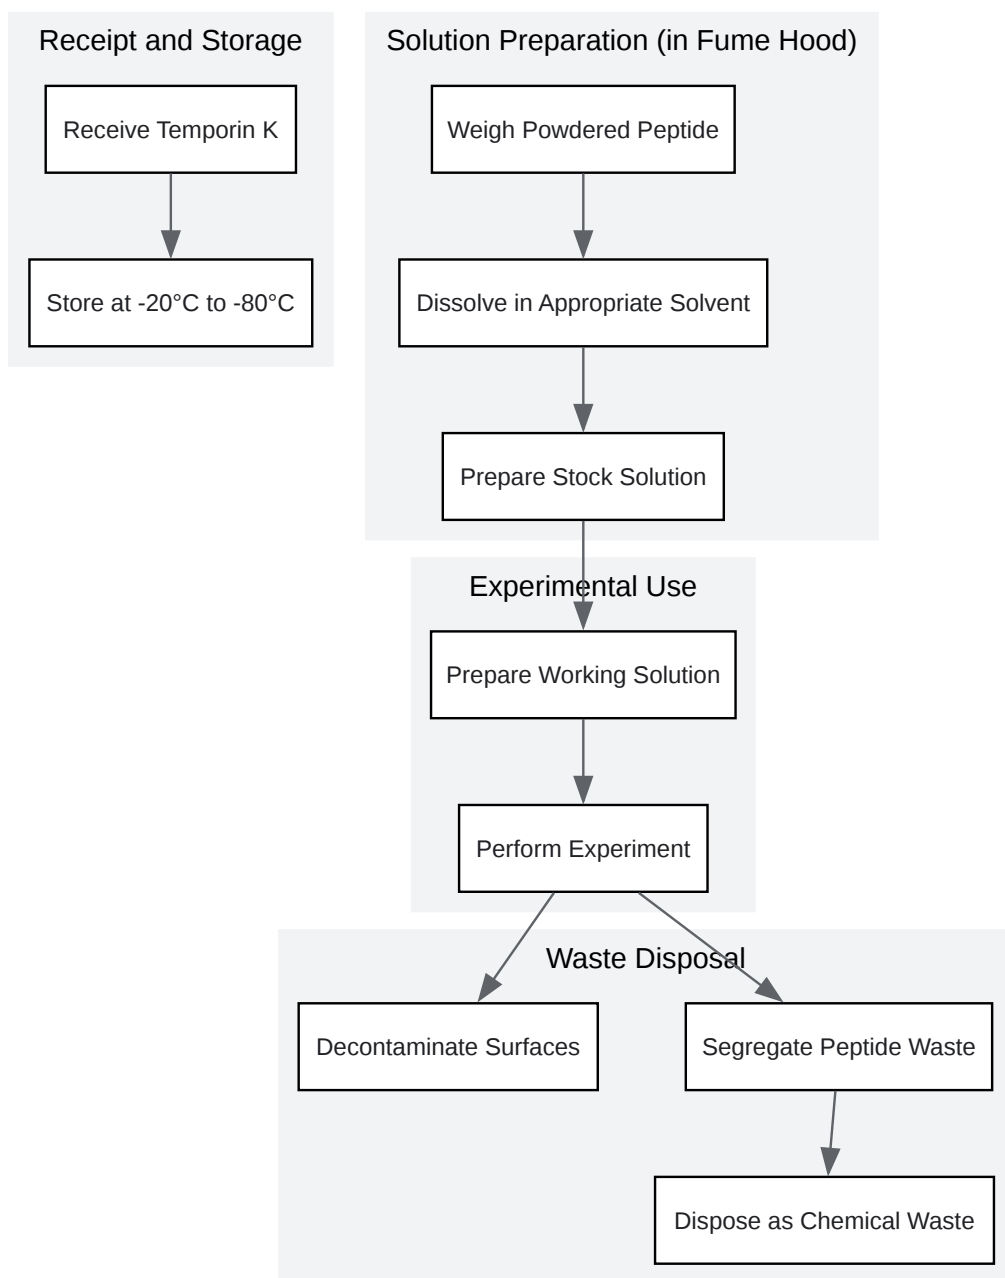 Receipt and Storage
Receive Temporin K
Store at -20°C to -80°C
Solution Preparation (in Fume Hood)
Weigh Powdered Peptide
Dissolve in Appropriate Solvent
Prepare Stock Solution
Experimental Use
Prepare Working Solution
Perform Experiment
Waste Disposal
Decontaminate Surfaces
Segregate Peptide Waste
Dispose as Chemical Waste